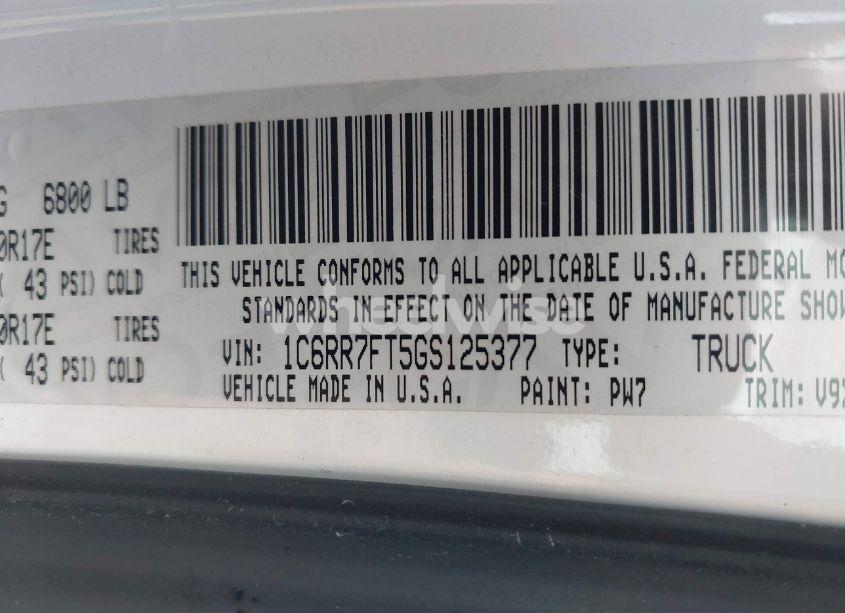 G 6800 LB
0R17E TIRES
( 43 PSI) COLD
0R17E TIRES
( 43 PSI) COLD
THIS VEHICLE CONFORMS TO ALL APPLICABLE U.S.A. FEDERAL MO
STANDARDS IN EFFECT ON THE DATE OF MANUFACTURE SHOW
VIN: 1C6RR7FT5GS125377 TYPE: TRUCK
VEHICLE MADE IN U.S.A. PAINT: PW7 TRIM: V9X
wheelwise